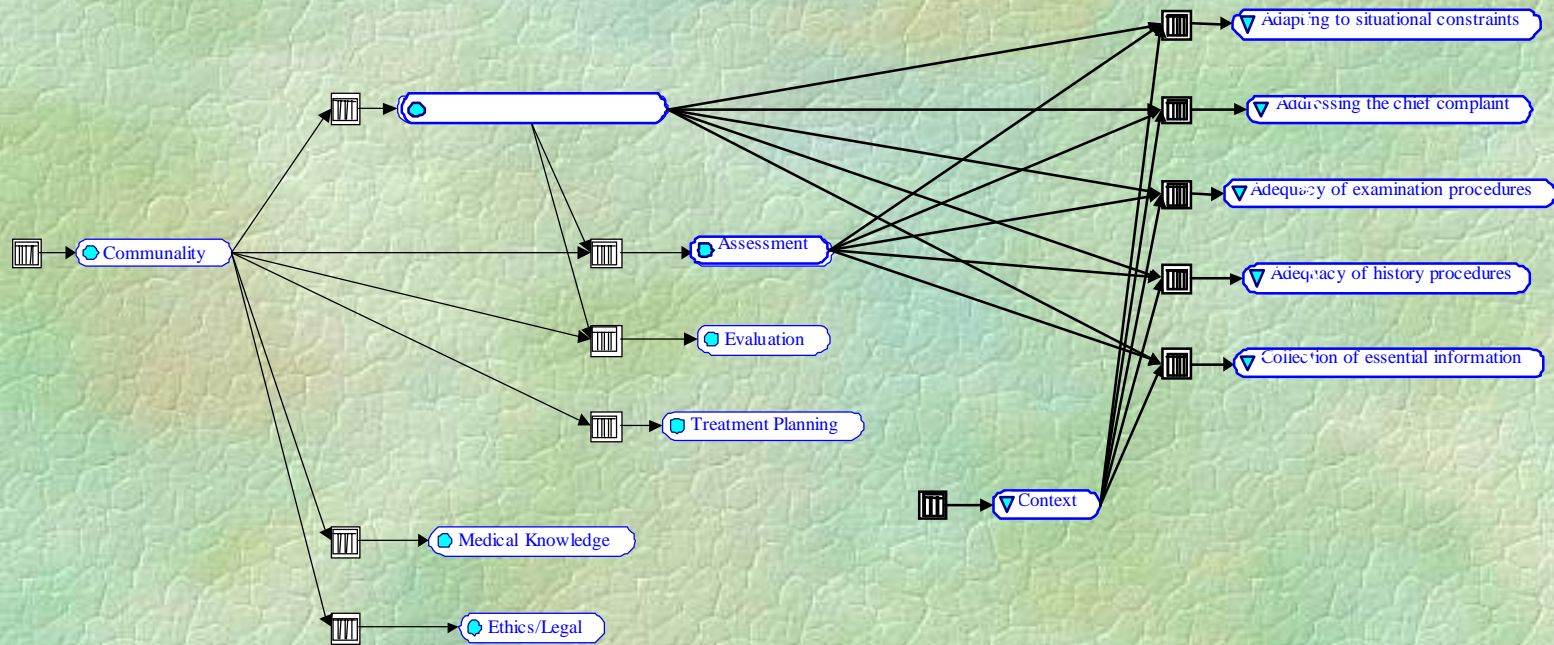 Adapting to situational constraints
Addressing the chief complaint
Adequacy of examination procedures
Assessment
Communality
Adequacy of history procedures
Evaluation
Collection of essential information
Treatment Planning
Context
Medical Knowledge
Ethics/Legal